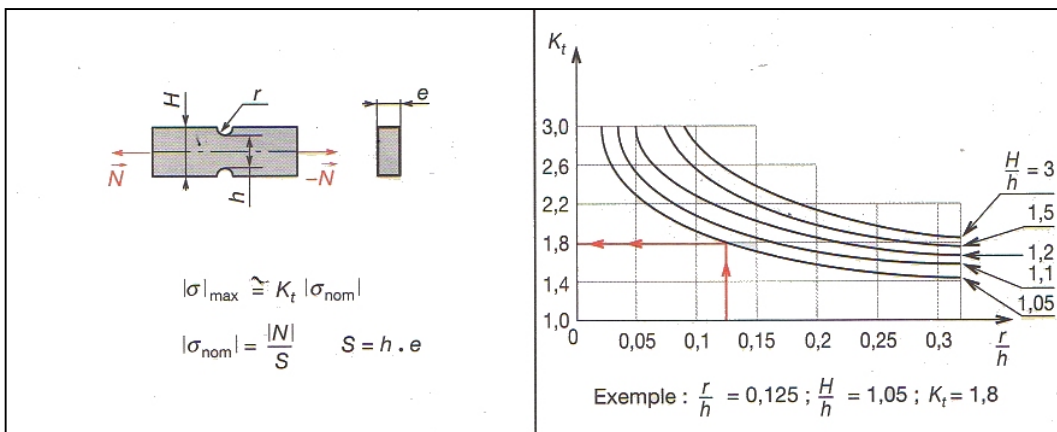 H
r
e
N⃗
−N⃗
h
|σ|max ≅ Kt |σnom|
|σnom| = |N|/S    S = h . e
Kt
3,0
2,6
2,2
1,8
1,4
1,0
0
0,05
0,1
0,15
0,2
0,25
0,3
r/h
H/h = 3
1,5
1,2
1,1
1,05
Exemple : r/h = 0,125 ; H/h = 1,05 ; Kt = 1,8